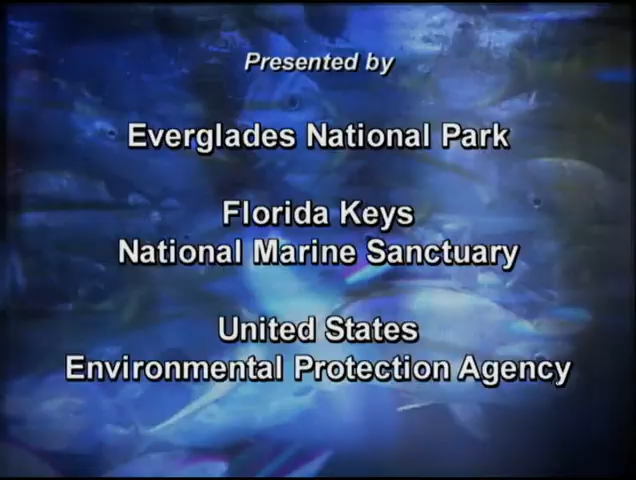 Presented by
Everglades National Park
Florida Keys
National Marine Sanctuary
United States
Environmental Protection Agency